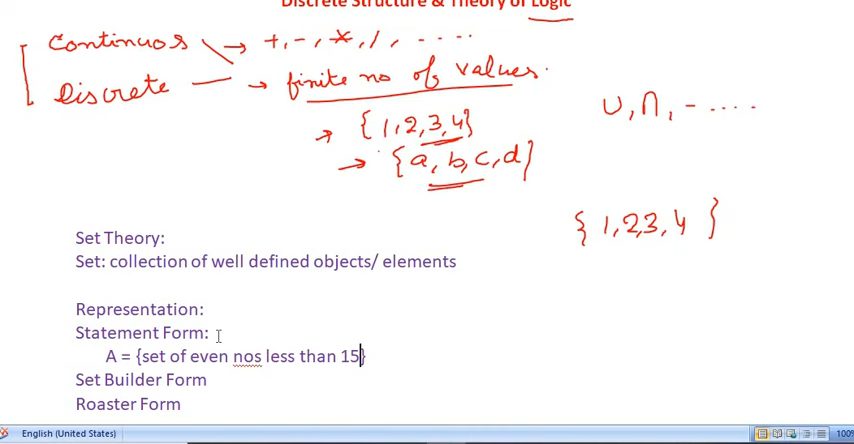 Discrete Structure & Theory of Logic
Continuos → +, -, *, /, ....
Discrete → finite no of values.
→ {1,2,3,4}
∪, ∩, - ....
→ {a, b, c, d}
{ 1,2,3,4 }
Set Theory:
Set: collection of well defined objects/ elements
Representation:
Statement Form:
A = {set of even nos less than 15}
Set Builder Form
Roaster Form
English (United States)
100%